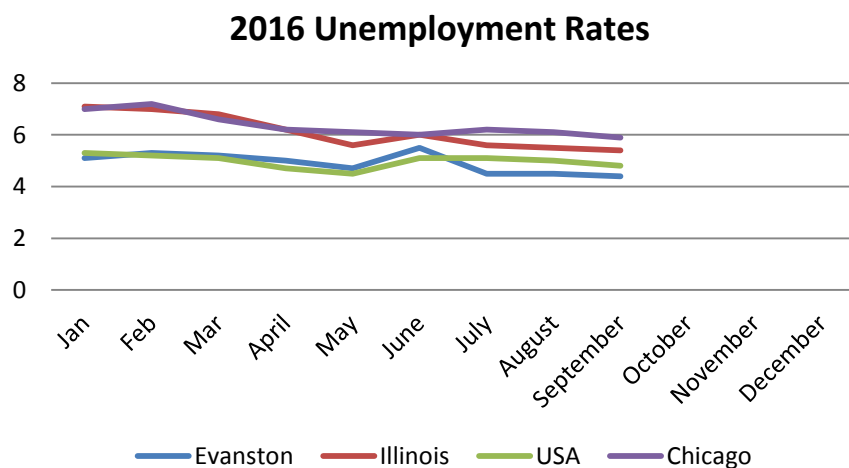 2016 Unemployment Rates
8
6
4
2
0
Jan Feb Mar April May June July August September October November December
Evanston Illinois USA Chicago